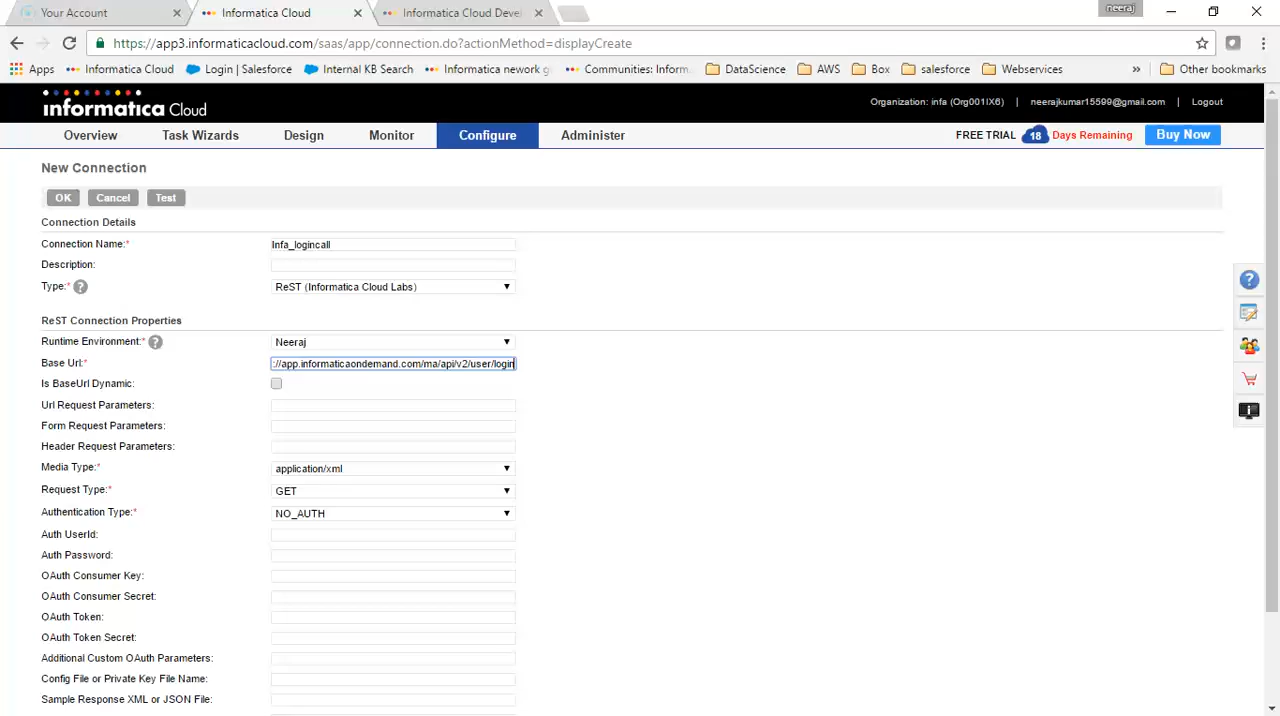 neeraj
Your Account
Informatica Cloud
Informatica Cloud Devel
https://app3.informaticacloud.com/saas/app/connection.do?actionMethod=displayCreate
Apps
Informatica Cloud
Login | Salesforce
Internal KB Search
Informatica nework g
Communities: Inform
DataScience
AWS
Box
salesforce
Webservices
»
Other bookmarks
informatica Cloud
Organization: infa (Org001IX6) | neerajkumar15599@gmail.com | Logout
Overview
Task Wizards
Design
Monitor
Configure
Administer
FREE TRIAL 18 Days Remaining
Buy Now
New Connection
OK
Cancel
Test
Connection Details
Connection Name:* Infa_logincall
Description:
Type:* ? ReST (Informatica Cloud Labs)
ReST Connection Properties
Runtime Environment:* ? Neeraj
Base Url:* ://app.informaticaondemand.com/ma/api/v2/user/login
Is BaseUrl Dynamic:
Url Request Parameters:
Form Request Parameters:
Header Request Parameters:
Media Type:* application/xml
Request Type:* GET
Authentication Type:* NO_AUTH
Auth UserId:
Auth Password:
OAuth Consumer Key:
OAuth Consumer Secret:
OAuth Token:
OAuth Token Secret:
Additional Custom OAuth Parameters:
Config File or Private Key File Name:
Sample Response XML or JSON File: